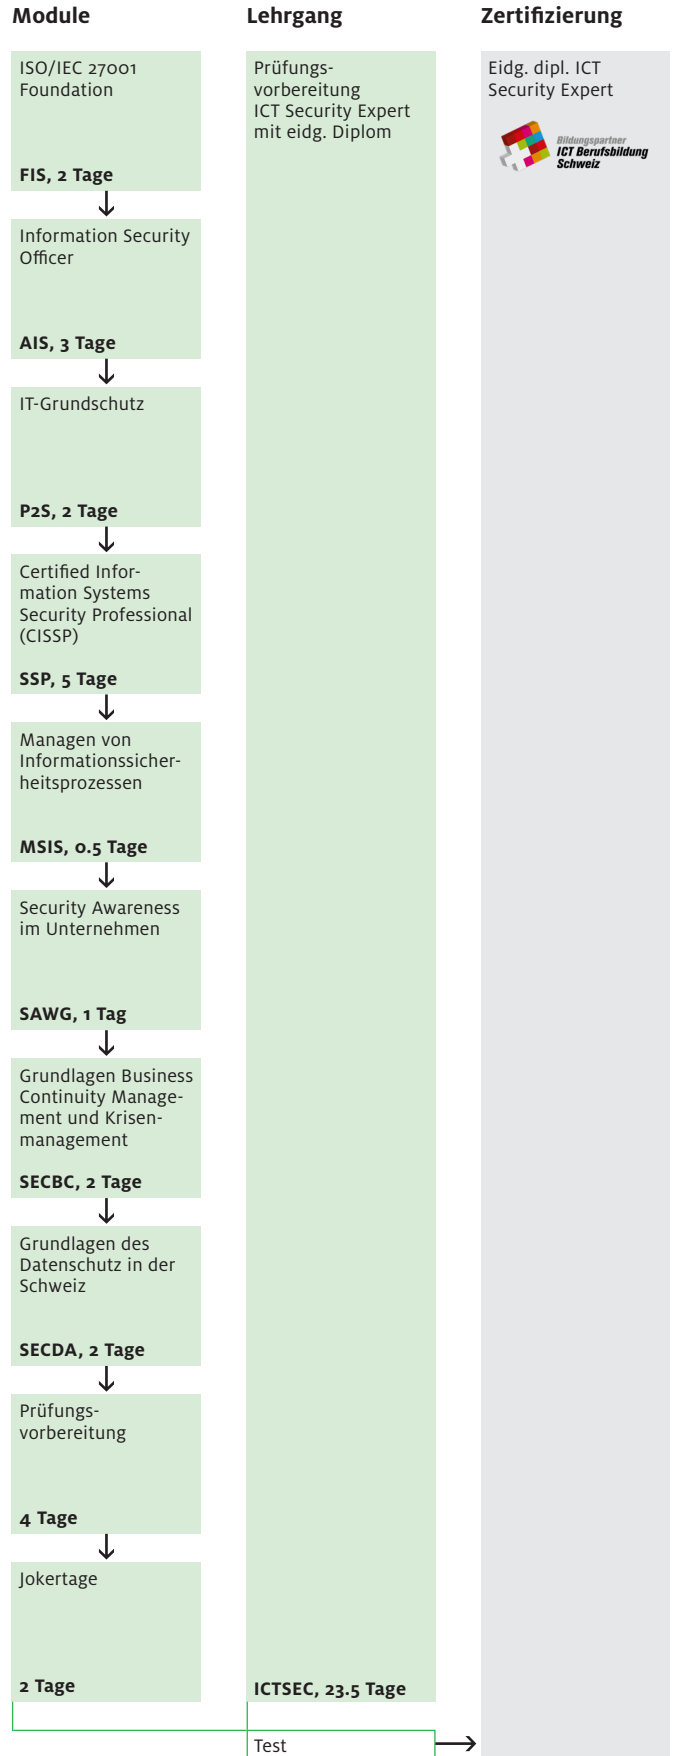 Module
ISO/IEC 27001
Foundation
FIS, 2 Tage
Information Security
Officer
AIS, 3 Tage
IT-Grundschutz
P2S, 2 Tage
Certified Infor-
mation Systems
Security Professional
(CISSP)
SSP, 5 Tage
Managen von
Informationssicher-
heitsprozessen
MSIS, 0.5 Tage
Security Awareness
im Unternehmen
SAWG, 1 Tag
Grundlagen Business
Continuity Manage-
ment und Krisen-
management
SECBC, 2 Tage
Grundlagen des
Datenschutz in der
Schweiz
SECDA, 2 Tage
Prüfungs-
vorbereitung
4 Tage
Jokertage
2 Tage
Lehrgang
Prüfungs-
vorbereitung
ICT Security Expert
mit eidg. Diplom
ICTSEC, 23.5 Tage
Test
Zertifizierung
Eidg. dipl. ICT
Security Expert
Bildungspartner
ICT Berufsbildung
Schweiz